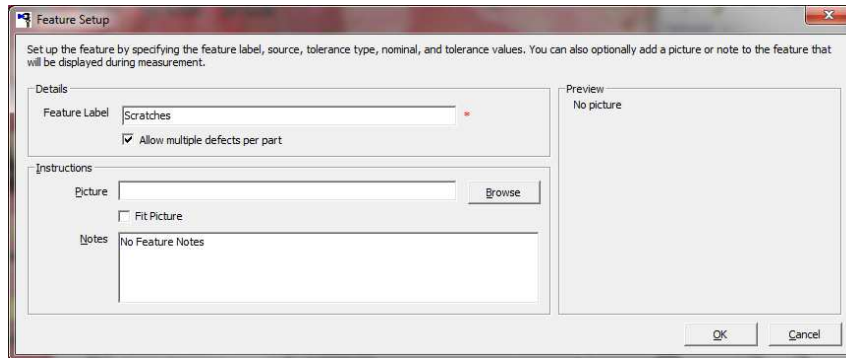 Feature Setup
Set up the feature by specifying the feature label, source, tolerance type, nominal, and tolerance values. You can also optionally add a picture or note to the feature that
will be displayed during measurement.
Details
Feature Label Scratches *
Allow multiple defects per part
Instructions
Picture Browse
Fit Picture
Notes No Feature Notes
Preview
No picture
OK Cancel